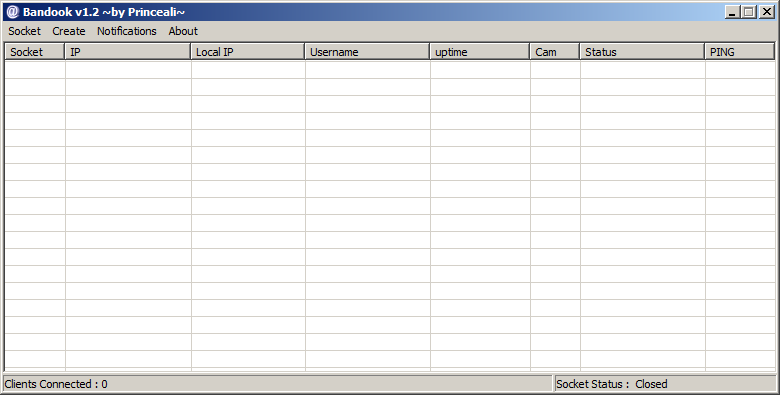 @ Bandook v1.2 ~by Princeali~
Socket Create Notifications About
Socket IP Local IP Username uptime Cam Status PING
Clients Connected : 0 Socket Status : Closed